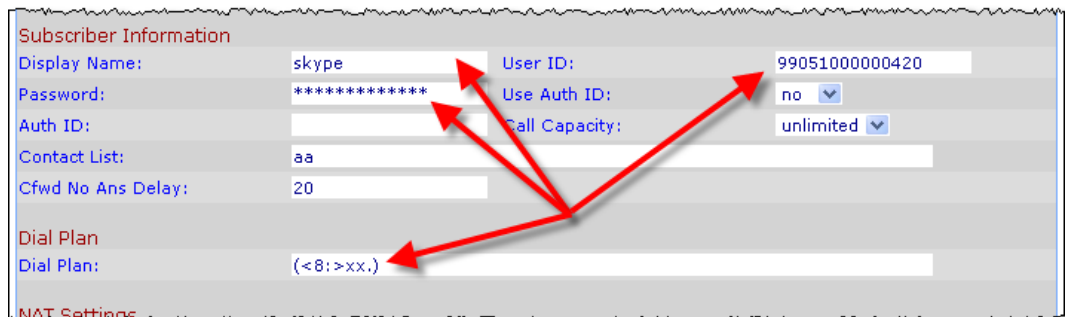 Subscriber Information
Display Name: skype User ID: 99051000000420
Password: ************* Use Auth ID: no
Auth ID: Call Capacity: unlimited
Contact List: aa
Cfwd No Ans Delay: 20
Dial Plan
Dial Plan: (<8:>xx.)
NAT Settings